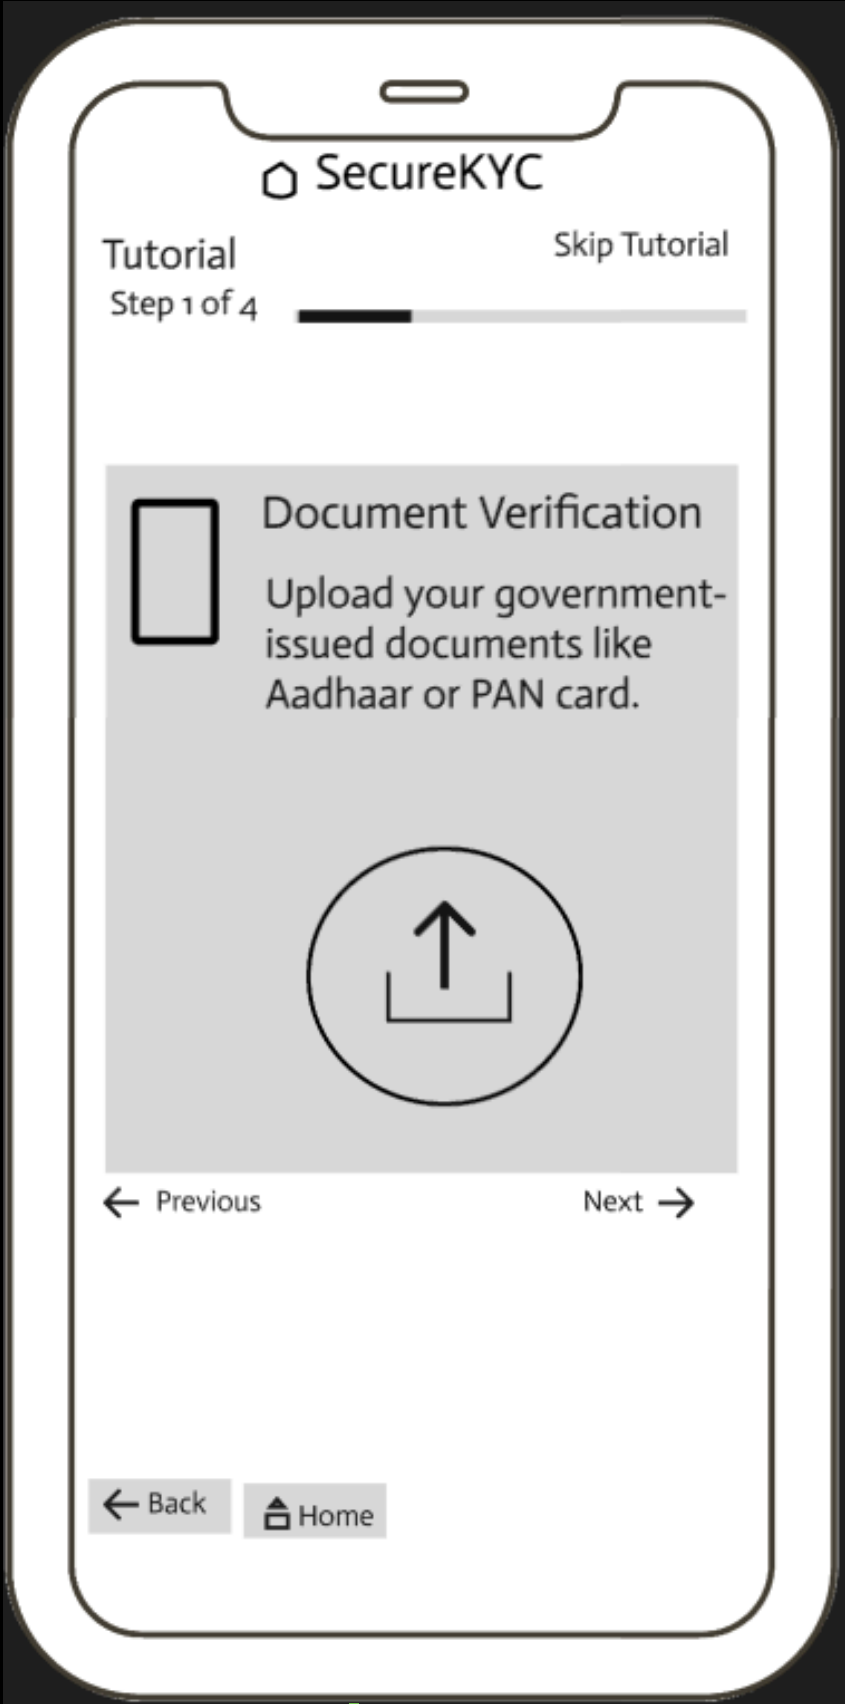 SecureKYC
Tutorial
Skip Tutorial
Step 1 of 4
Document Verification
Upload your government-
issued documents like
Aadhaar or PAN card.
Previous
Next
Back
Home